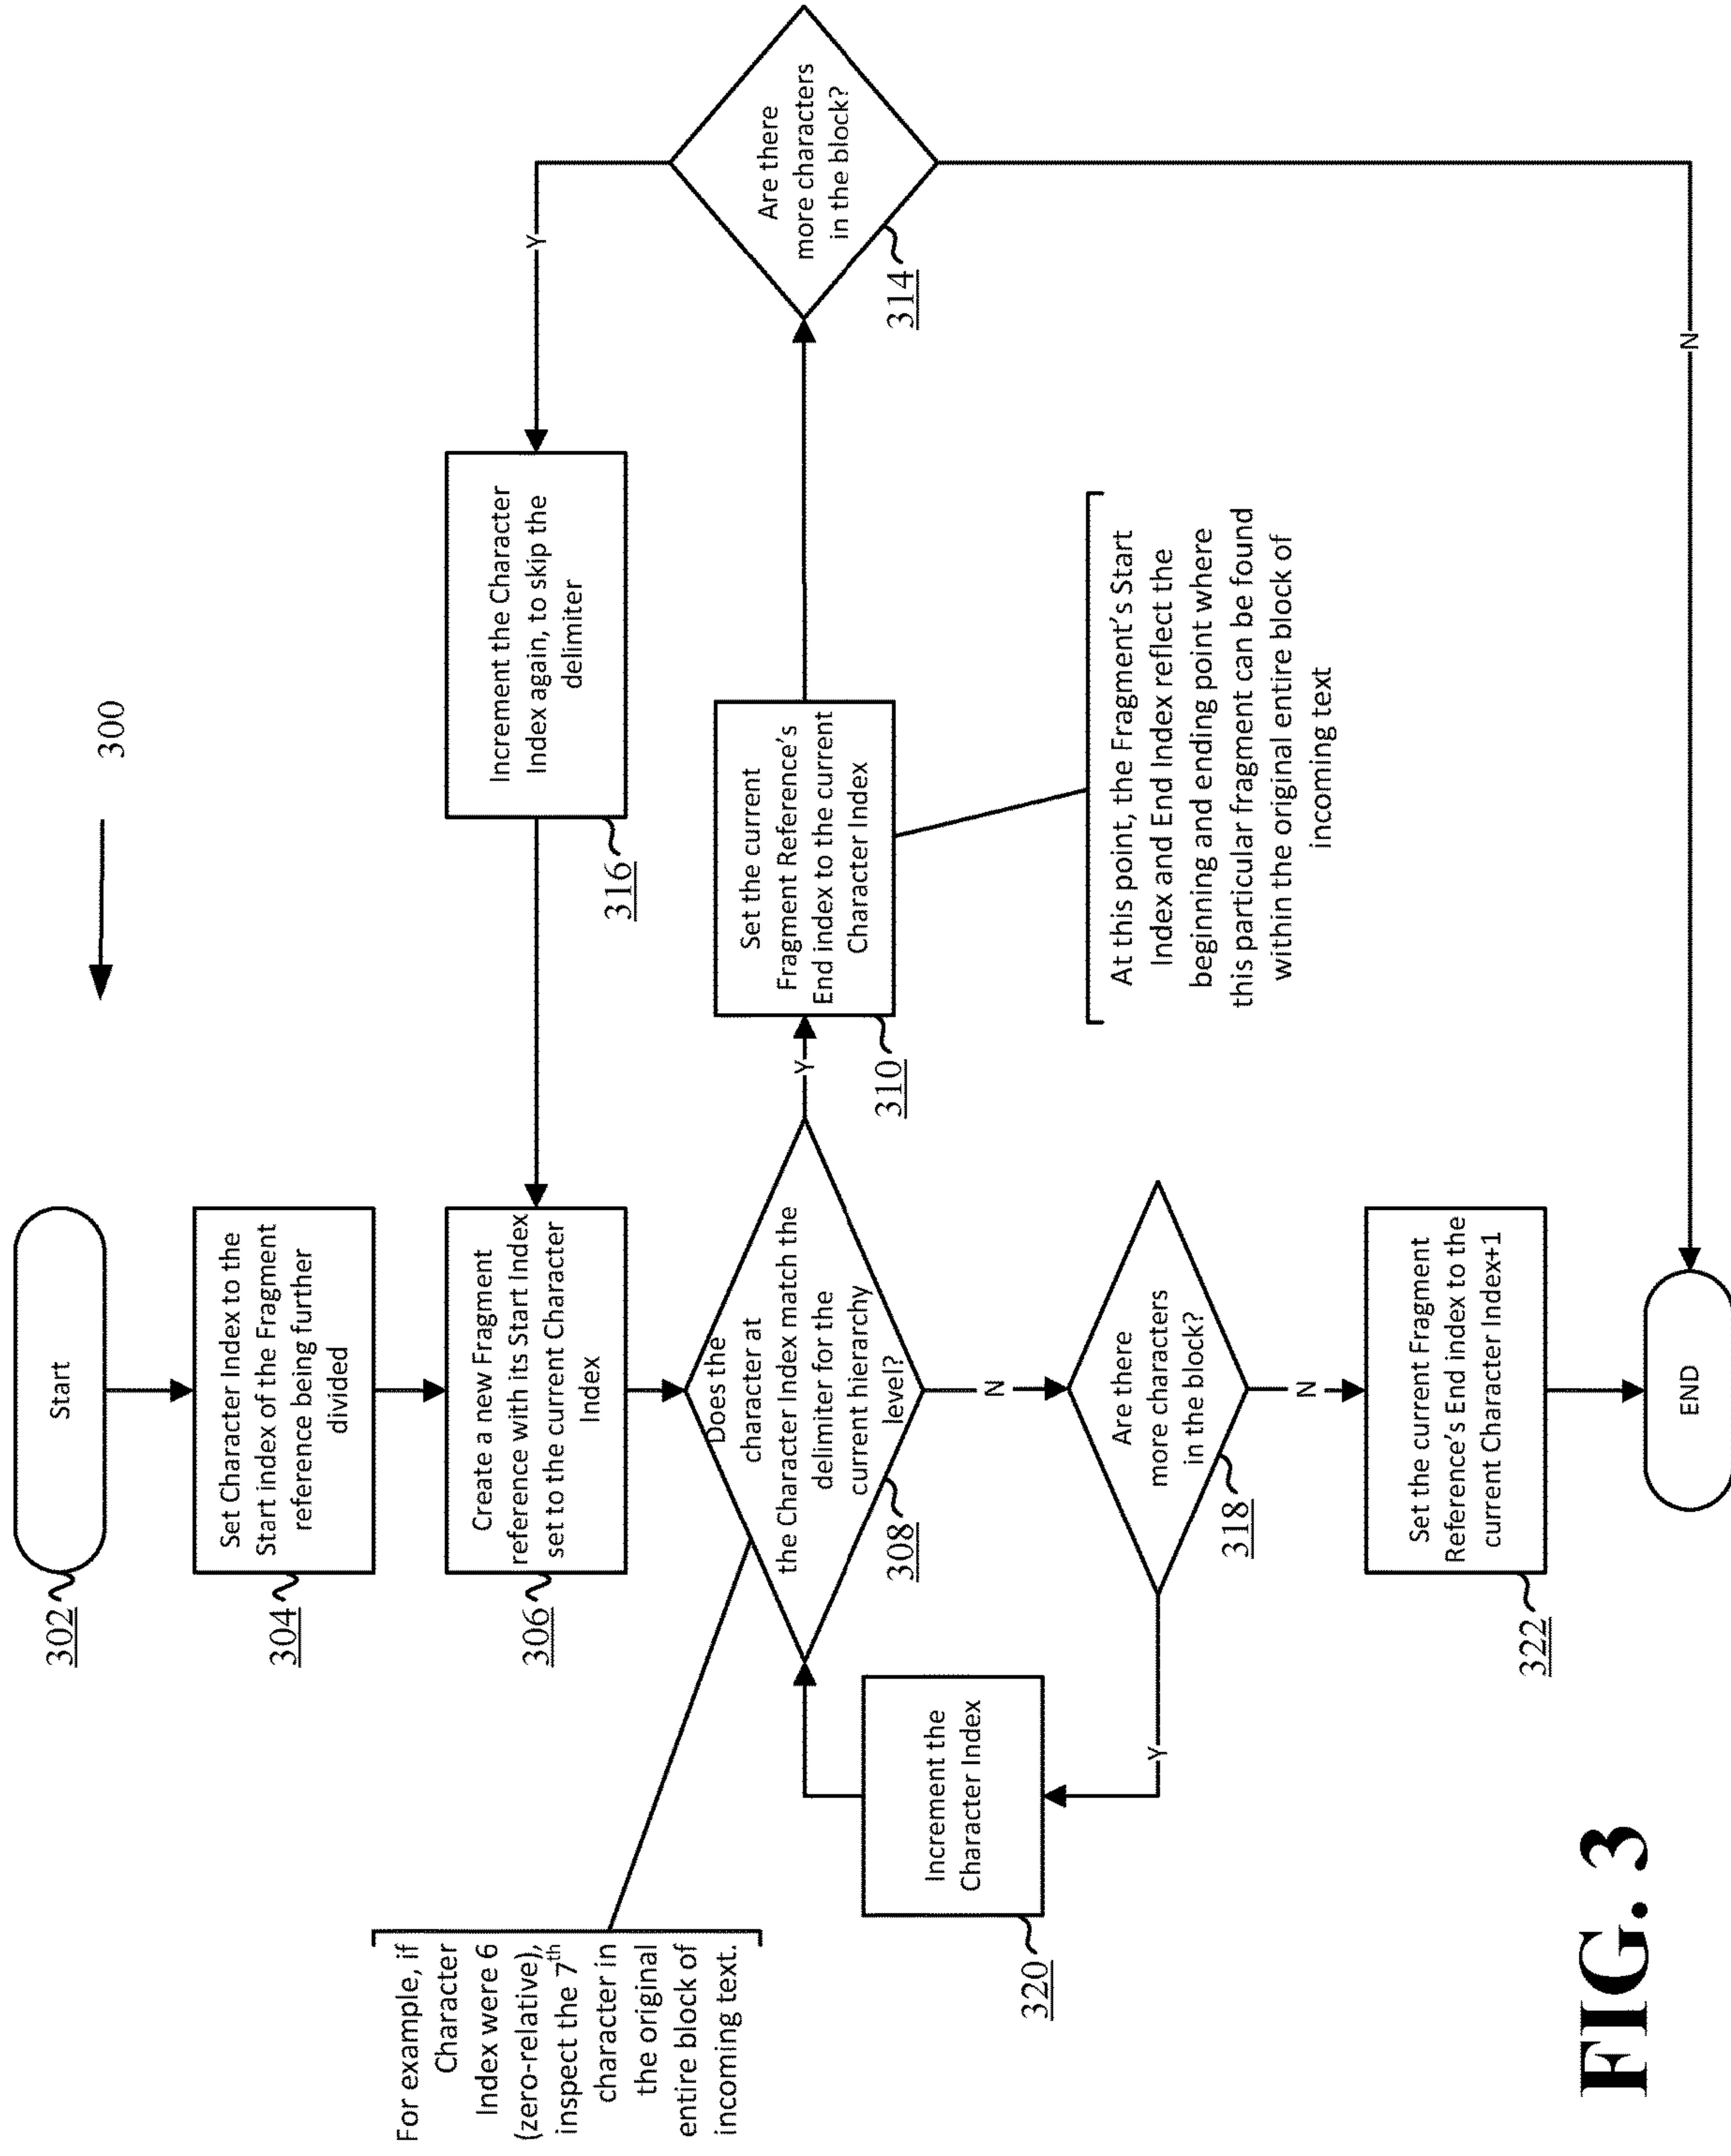 300
Start
302
Set Character Index to the
Start index of the Fragment
reference being further
divided
304
Create a new Fragment
reference with its Start Index
set to the current Character
Index
306
Increment the Character
Index again, to skip the
delimiter
316
For example, if
Character
Index were 6
(zero-relative),
inspect the 7th
character in
the original
entire block of
incoming text.
Does the
character at
the Character Index match the
delimiter for the
current hierarchy
level?
308
Y
Set the current
Fragment Reference's
End index to the current
Character Index
310
Are there
more characters
in the block?
314
Y
N
At this point, the Fragment's Start
Index and End Index reflect the
beginning and ending point where
this particular fragment can be found
within the original entire block of
incoming text
N
Are there
more characters
in the block?
318
Y
Increment the
Character Index
320
N
Set the current Fragment
Reference's End index to the
current Character Index+1
322
END
FIG. 3